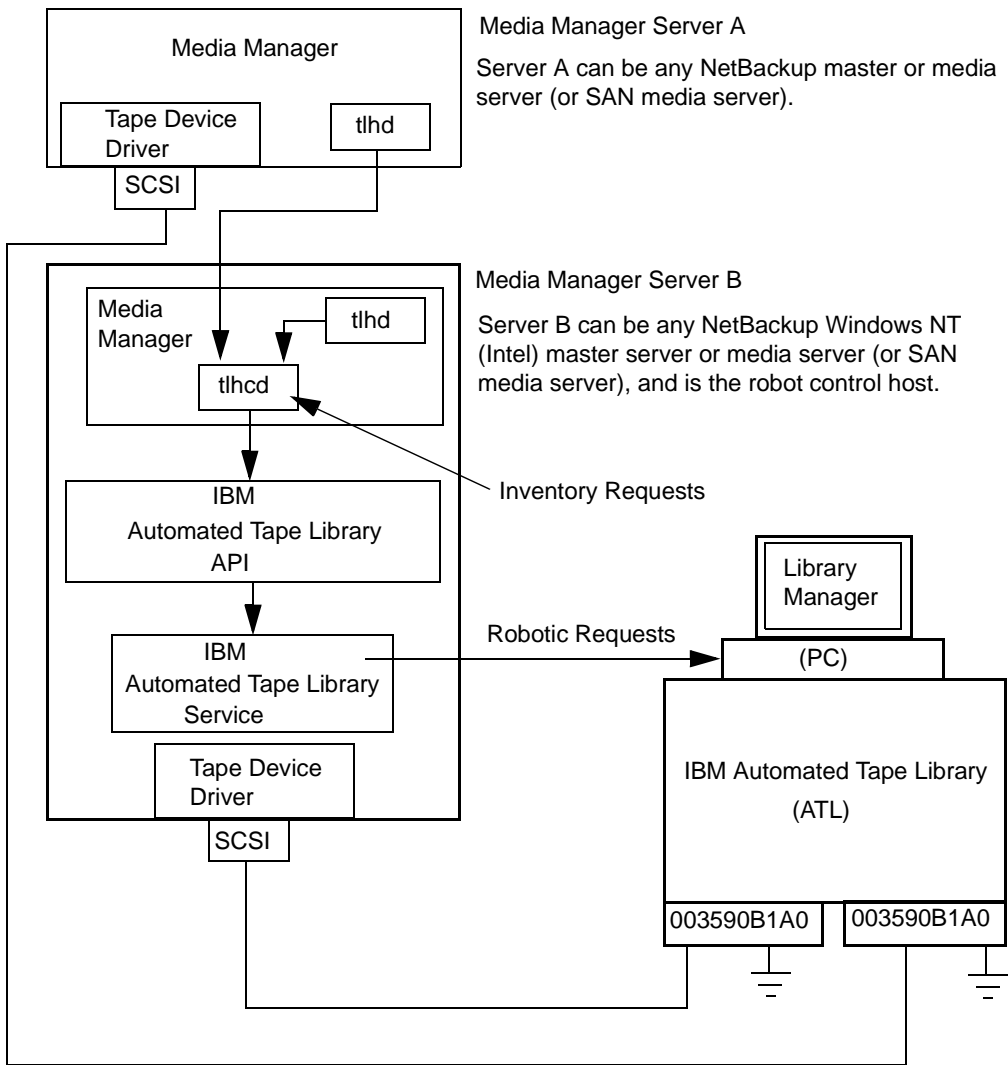 Media Manager
Media Manager Server A
Server A can be any NetBackup master or media
server (or SAN media server).
Tape Device
Driver
tlhd
SCSI
Media Manager Server B
Server B can be any NetBackup Windows NT
(Intel) master server or media server (or SAN
media server), and is the robot control host.
Media
Manager
tlhd
tlhcd
Inventory Requests
IBM
Automated Tape Library
API
Library
Manager
Robotic Requests
(PC)
IBM
Automated Tape Library
Service
IBM Automated Tape Library
(ATL)
Tape Device
Driver
SCSI
003590B1A0
003590B1A0